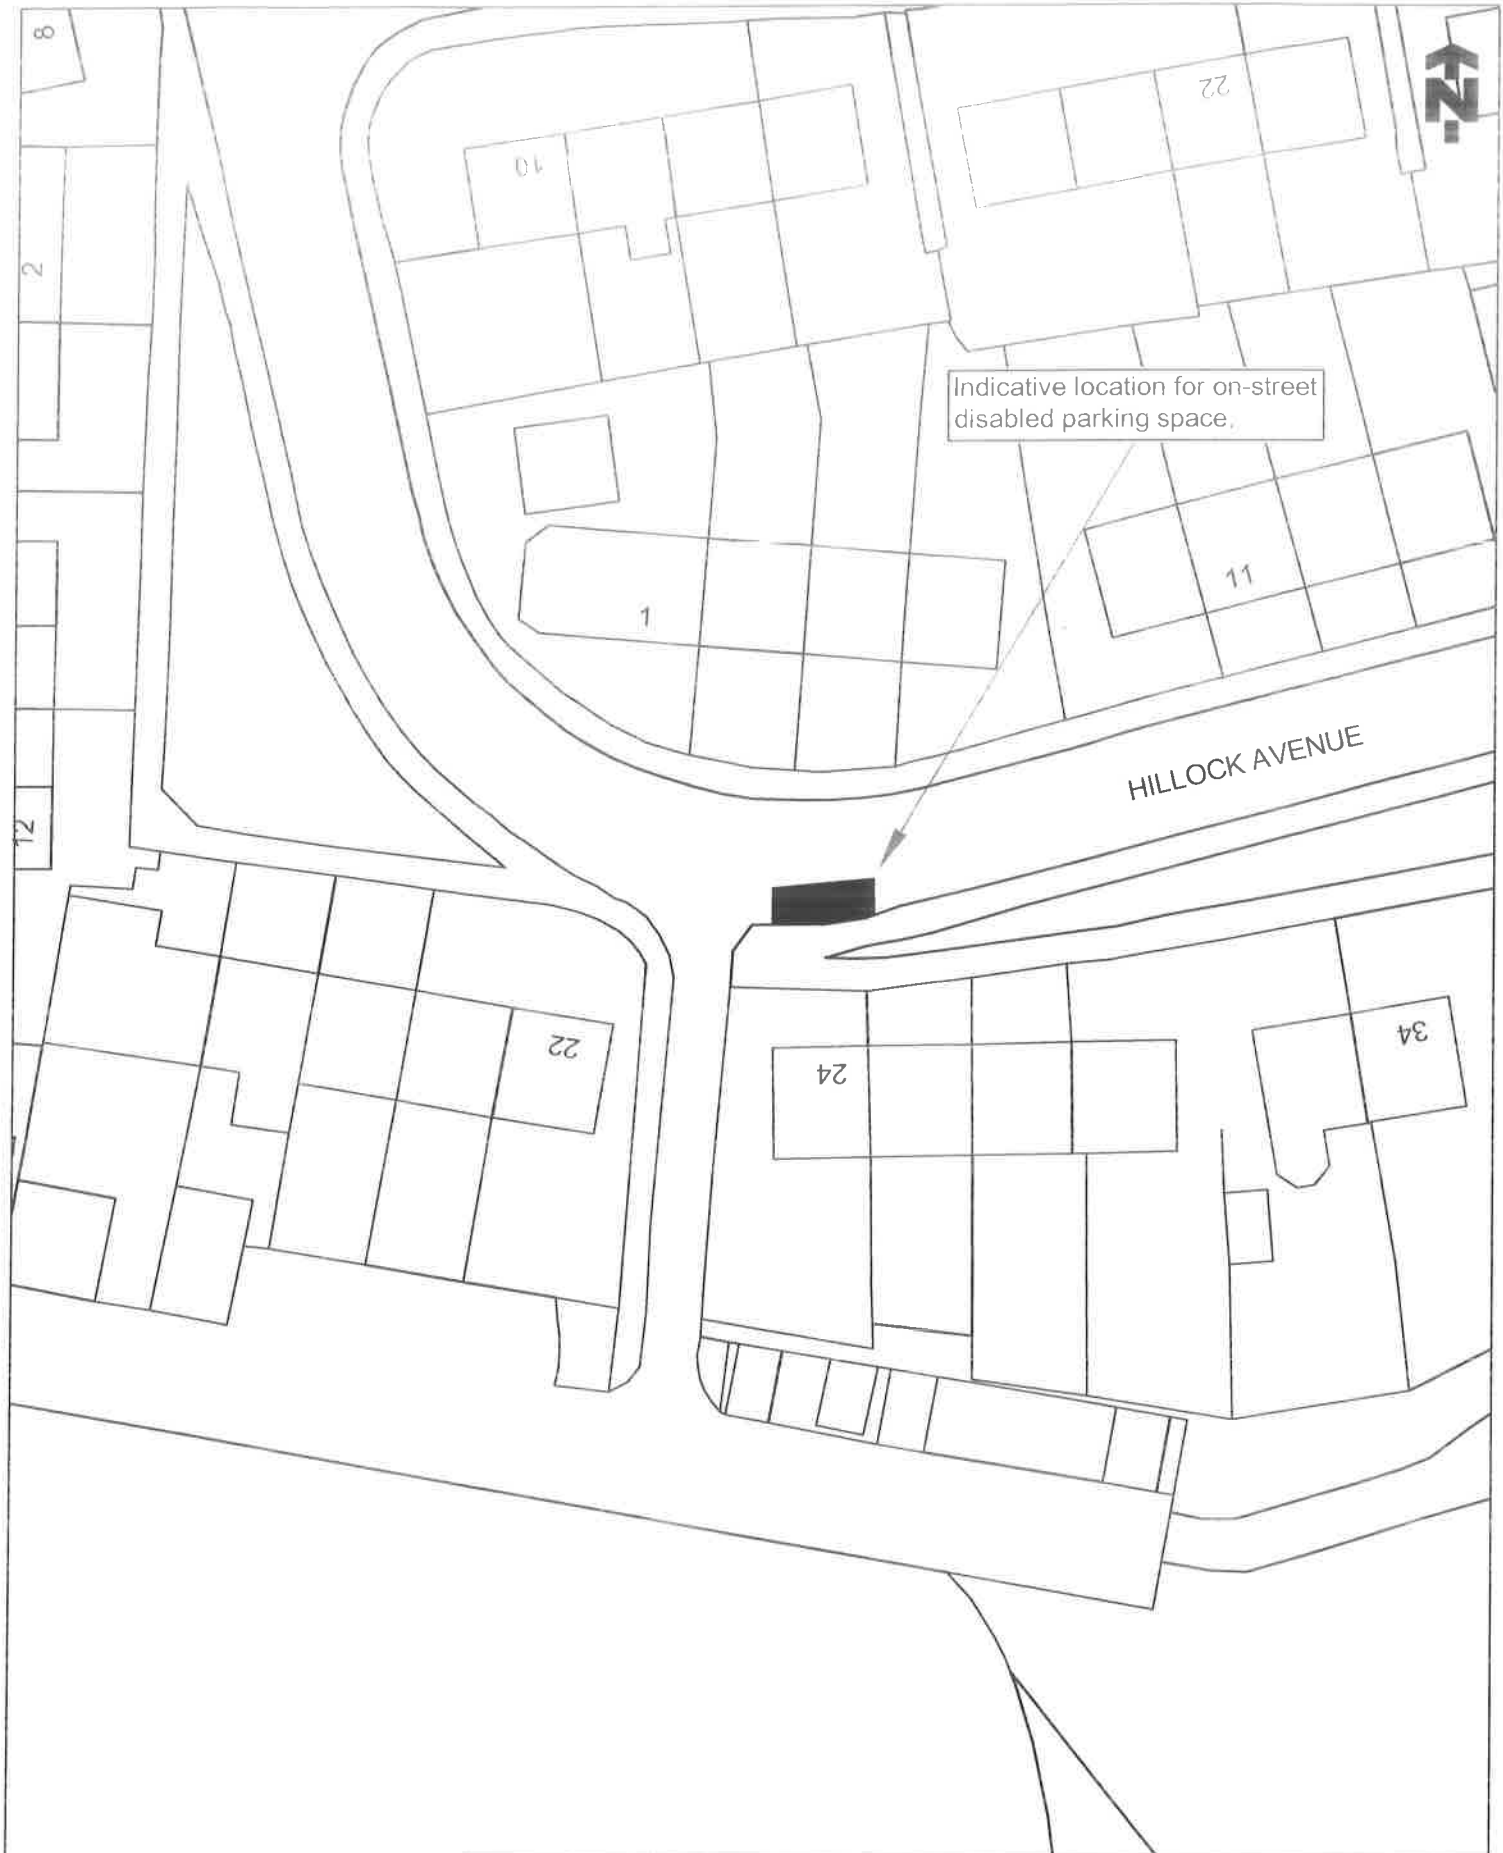 8
N
22
10
2
Indicative location for on-street
disabled parking space.
11
1
HILLOCK AVENUE
12
34
22
24